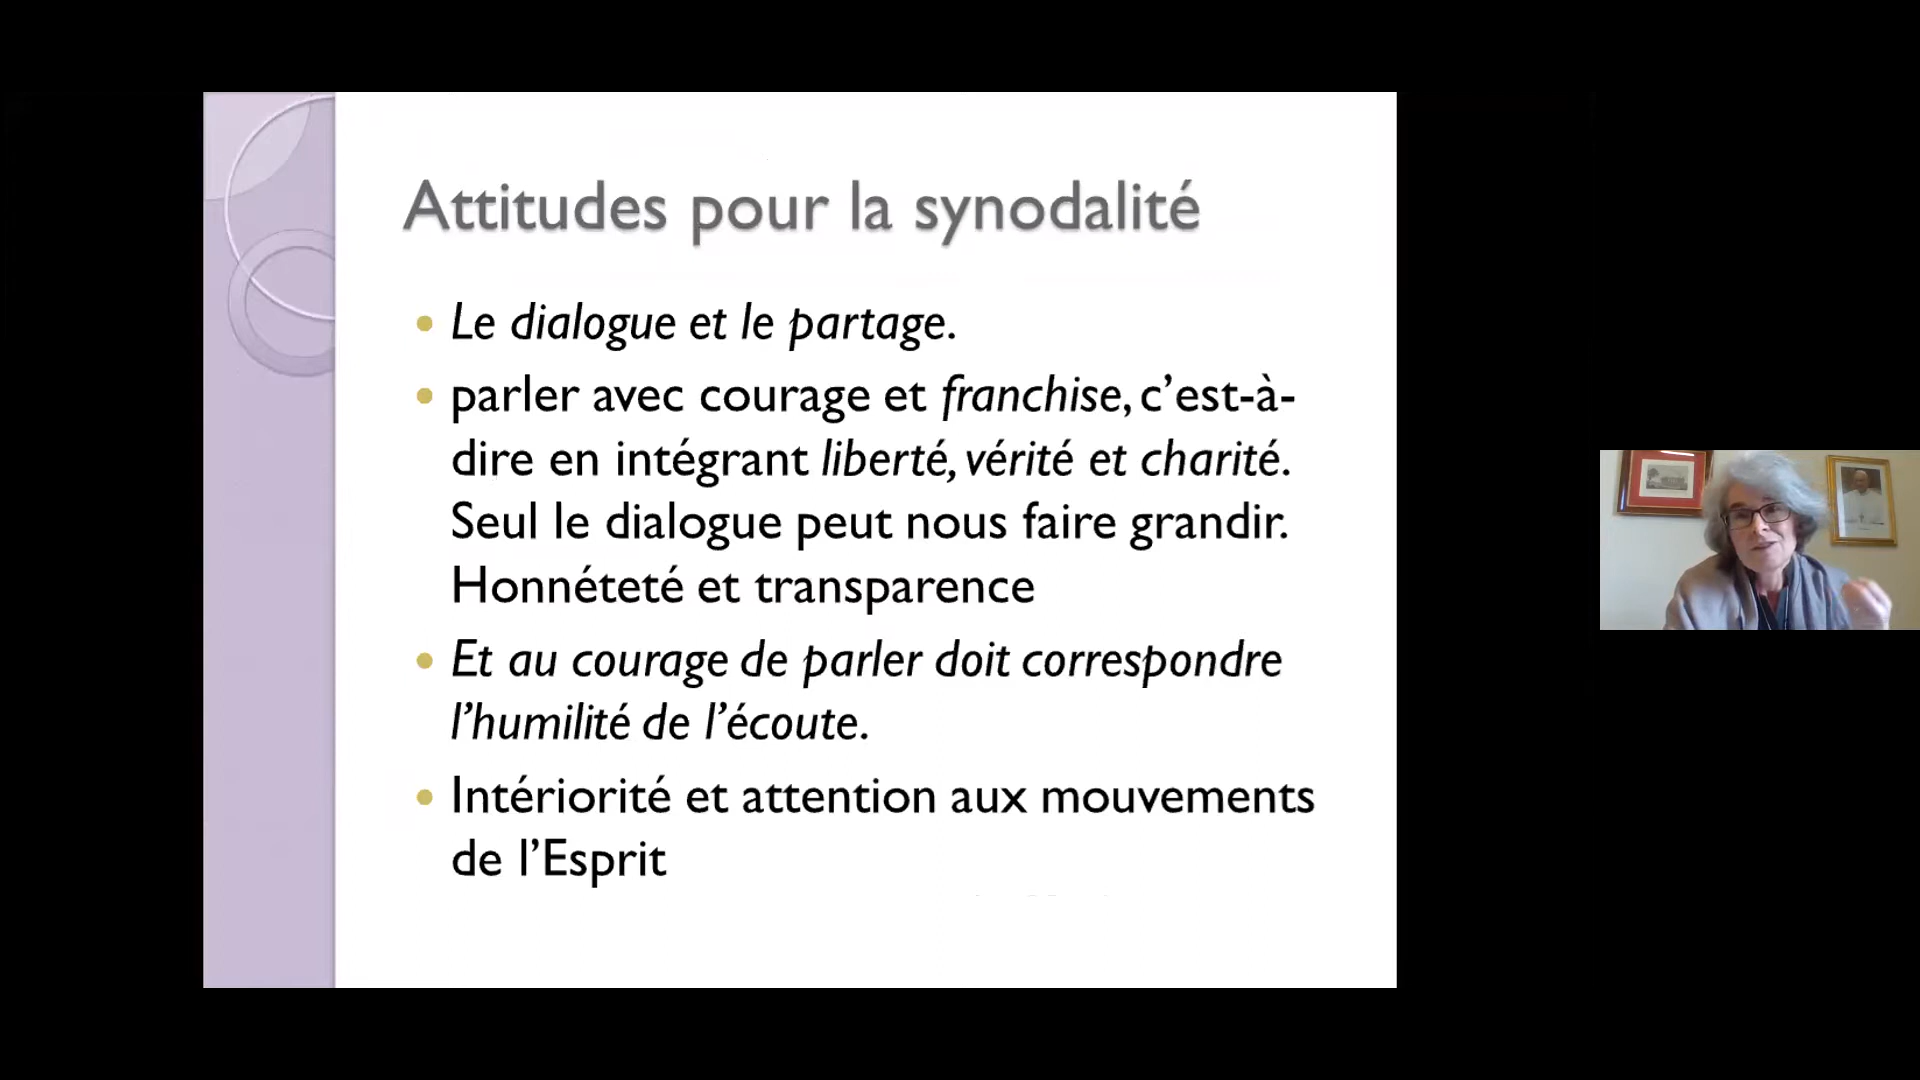 Attitudes pour la synodalité
• Le dialogue et le partage.
• parler avec courage et franchise, c’est-à-
dire en intégrant liberté, vérité et charité.
Seul le dialogue peut nous faire grandir.
Honnéteté et transparence
• Et au courage de parler doit correspondre
l’humilité de l’écoute.
• Intériorité et attention aux mouvements
de l’Esprit